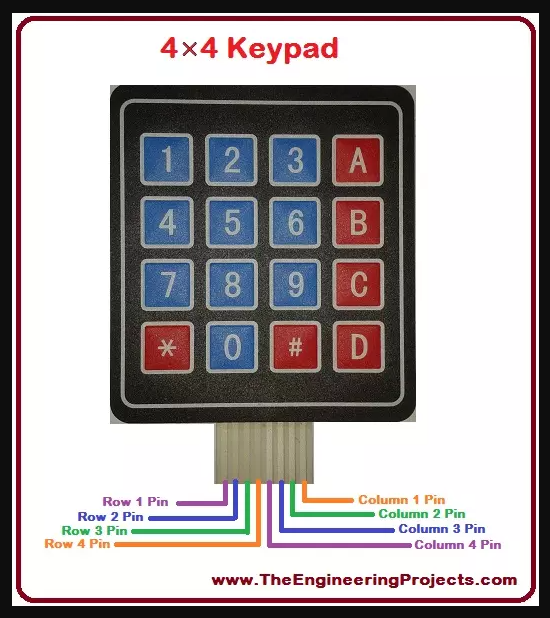 4×4 Keypad
1 2 3 A
4 5 6 B
7 8 9 C
* 0 # D
Row 1 Pin
Row 2 Pin
Row 3 Pin
Row 4 Pin
Column 1 Pin
Column 2 Pin
Column 3 Pin
Column 4 Pin
www.TheEngineeringProjects.com